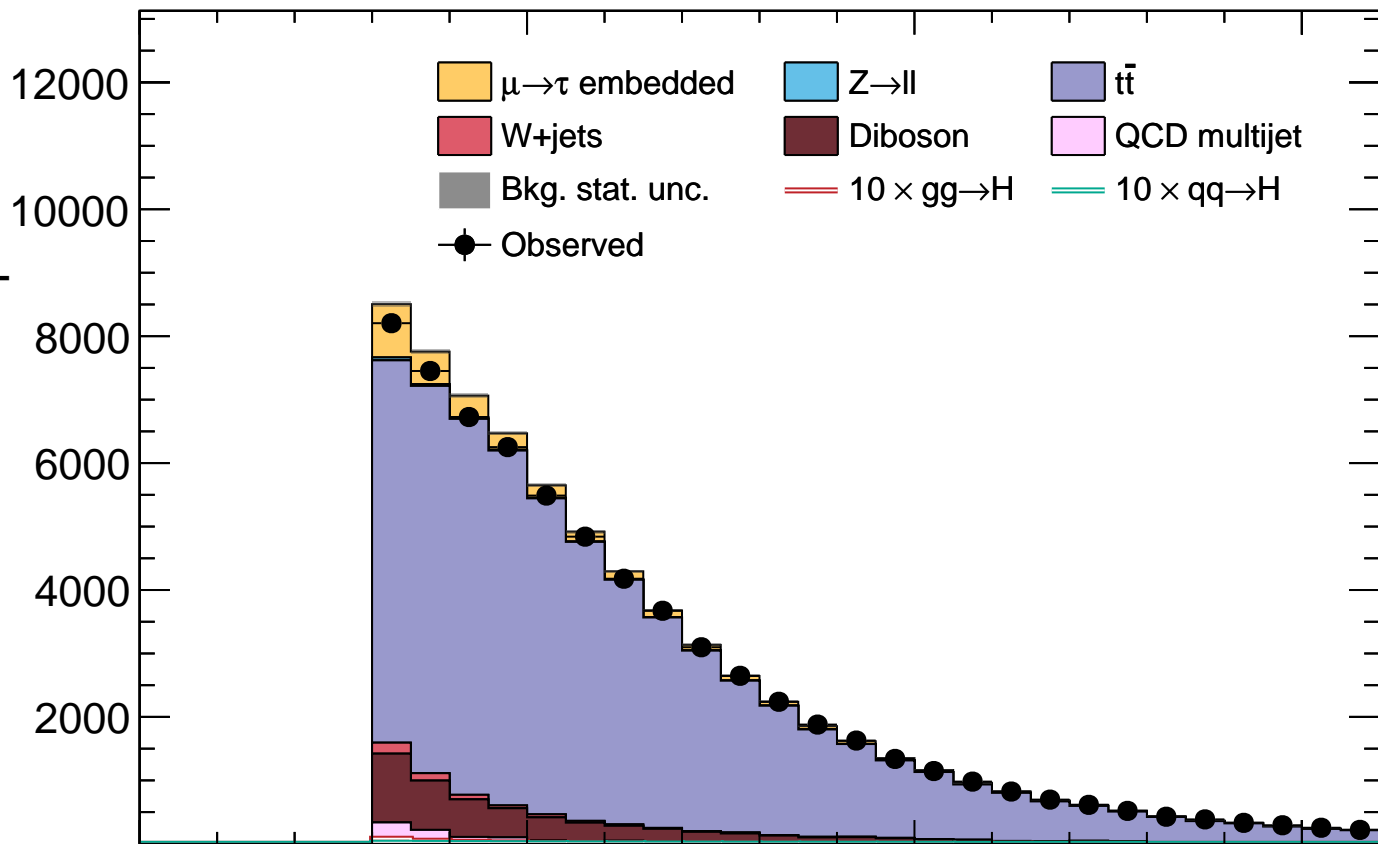 12000
10000
8000
6000
4000
2000
μ→τ embedded Z→ll tt̄
W+jets Diboson QCD multijet
Bkg. stat. unc. 10 × gg→H 10 × qq→H
Observed